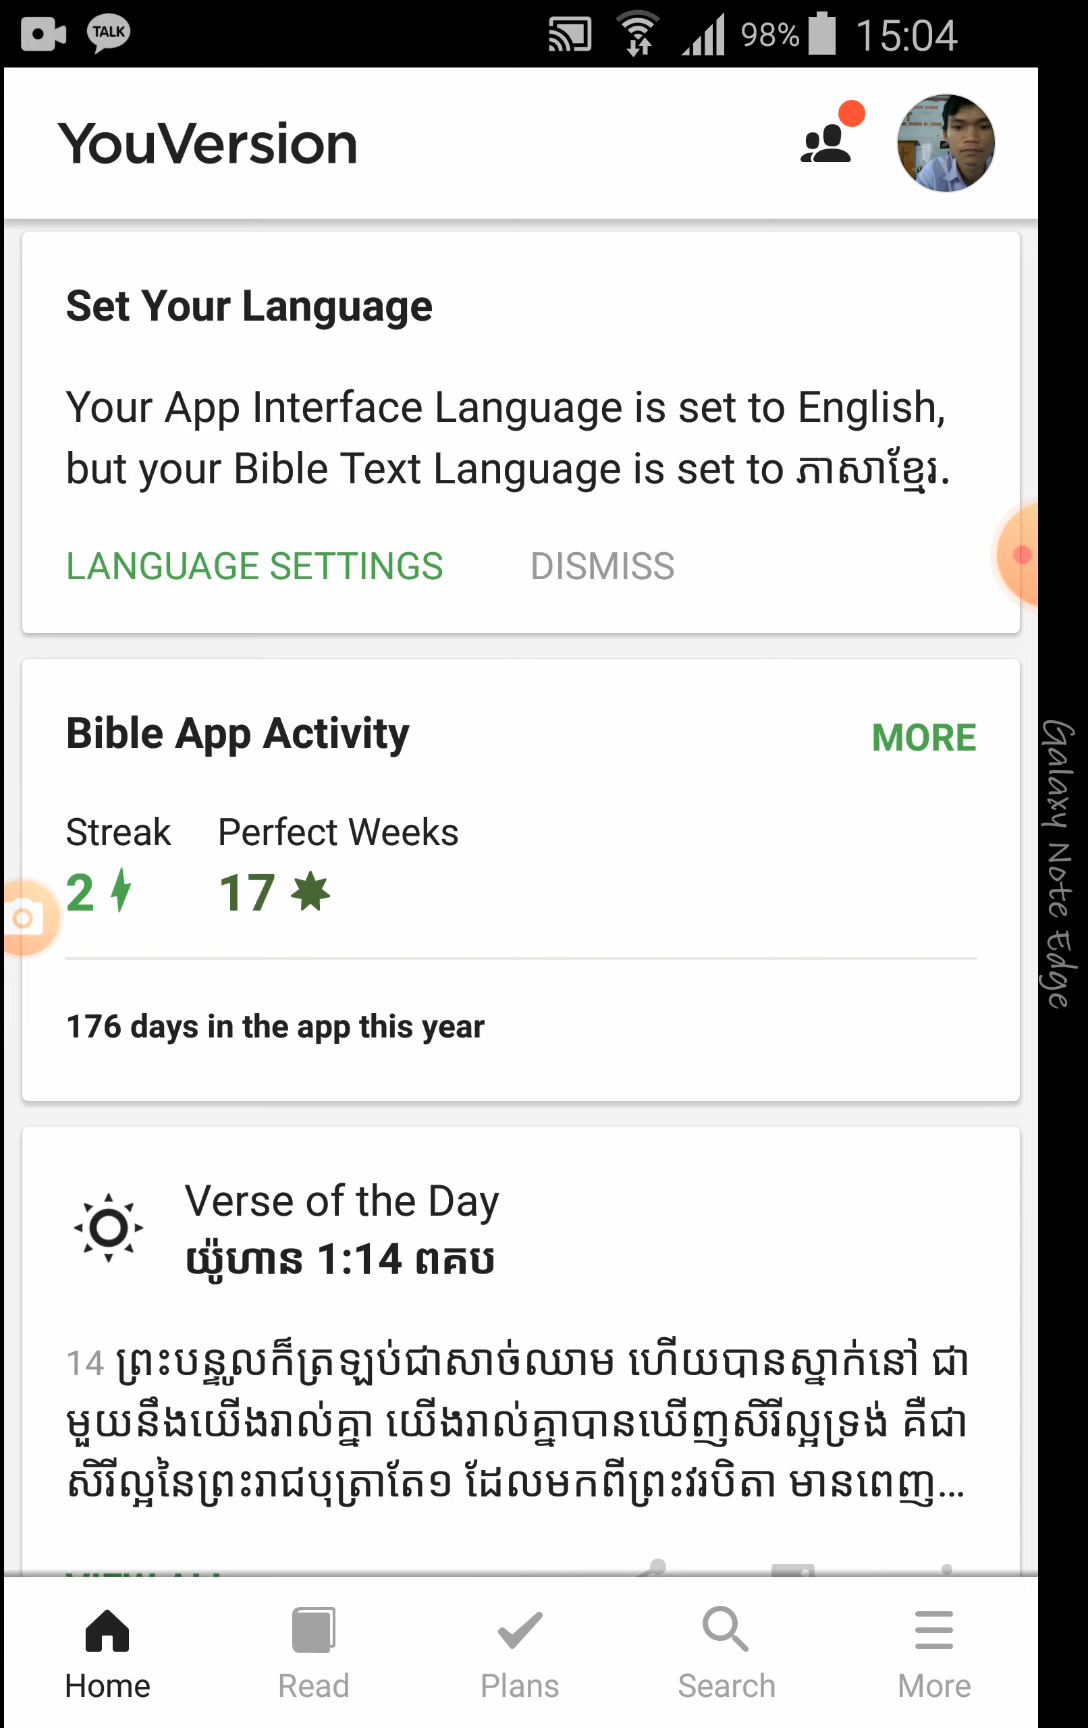 TALK
98% 15:04
YouVersion
Set Your Language
Your App Interface Language is set to English,
but your Bible Text Language is set to ភាសាខ្មែរ.
LANGUAGE SETTINGS DISMISS
Bible App Activity MORE
Streak Perfect Weeks
2 17
176 days in the app this year
Verse of the Day
យ៉ូហាន 1:14 ពគប
14 ព្រះបន្ទូលក៏ត្រឡប់ជាសាច់ឈាម ហើយបានស្នាក់នៅ ជា
មួយនឹងយើងរាល់គ្នា យើងរាល់គ្នាបានឃើញសិរីល្អទ្រង់ គឺជា
សិរីល្អនៃព្រះរាជបុត្រាតែ១ ដែលមកពីព្រះវរបិតា មានពេញ...
Home Read Plans Search More
Galaxy Note Edge